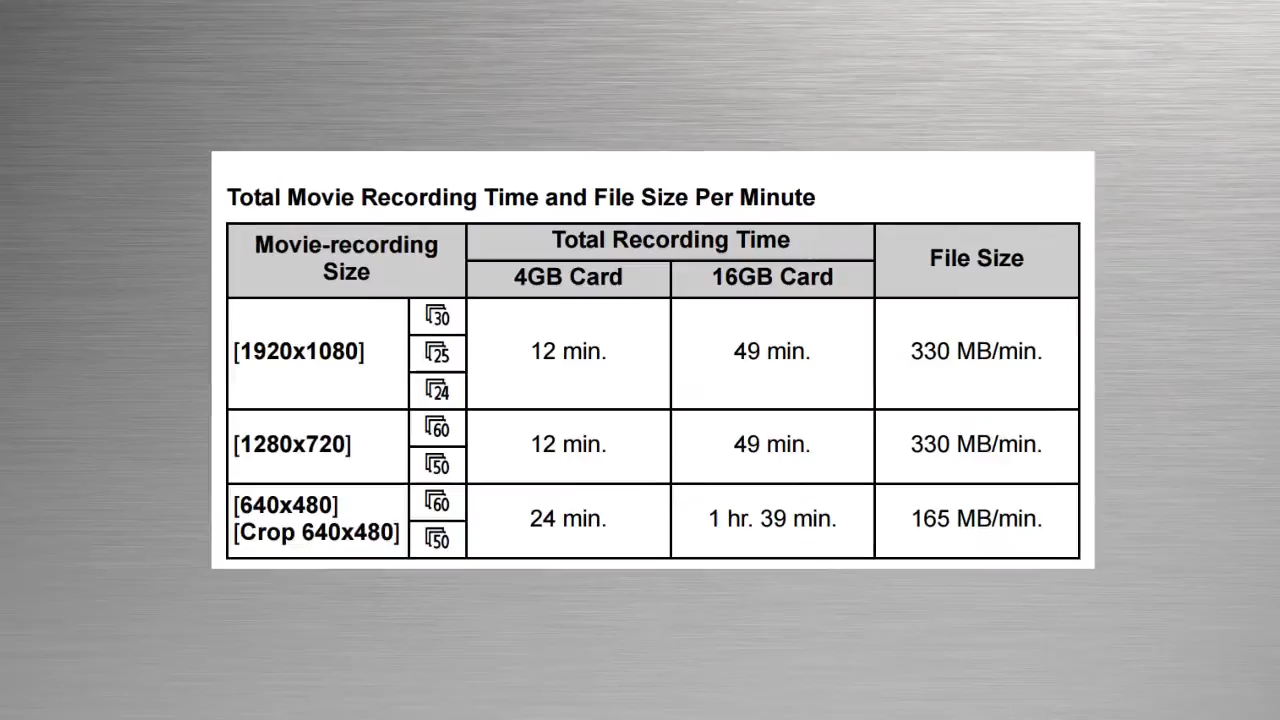 Total Movie Recording Time and File Size Per Minute
Movie-recording Size
Total Recording Time
File Size
4GB Card
16GB Card
[1920x1080]
30
25
24
12 min.
49 min.
330 MB/min.
[1280x720]
60
50
12 min.
49 min.
330 MB/min.
[640x480]
[Crop 640x480]
60
50
24 min.
1 hr. 39 min.
165 MB/min.